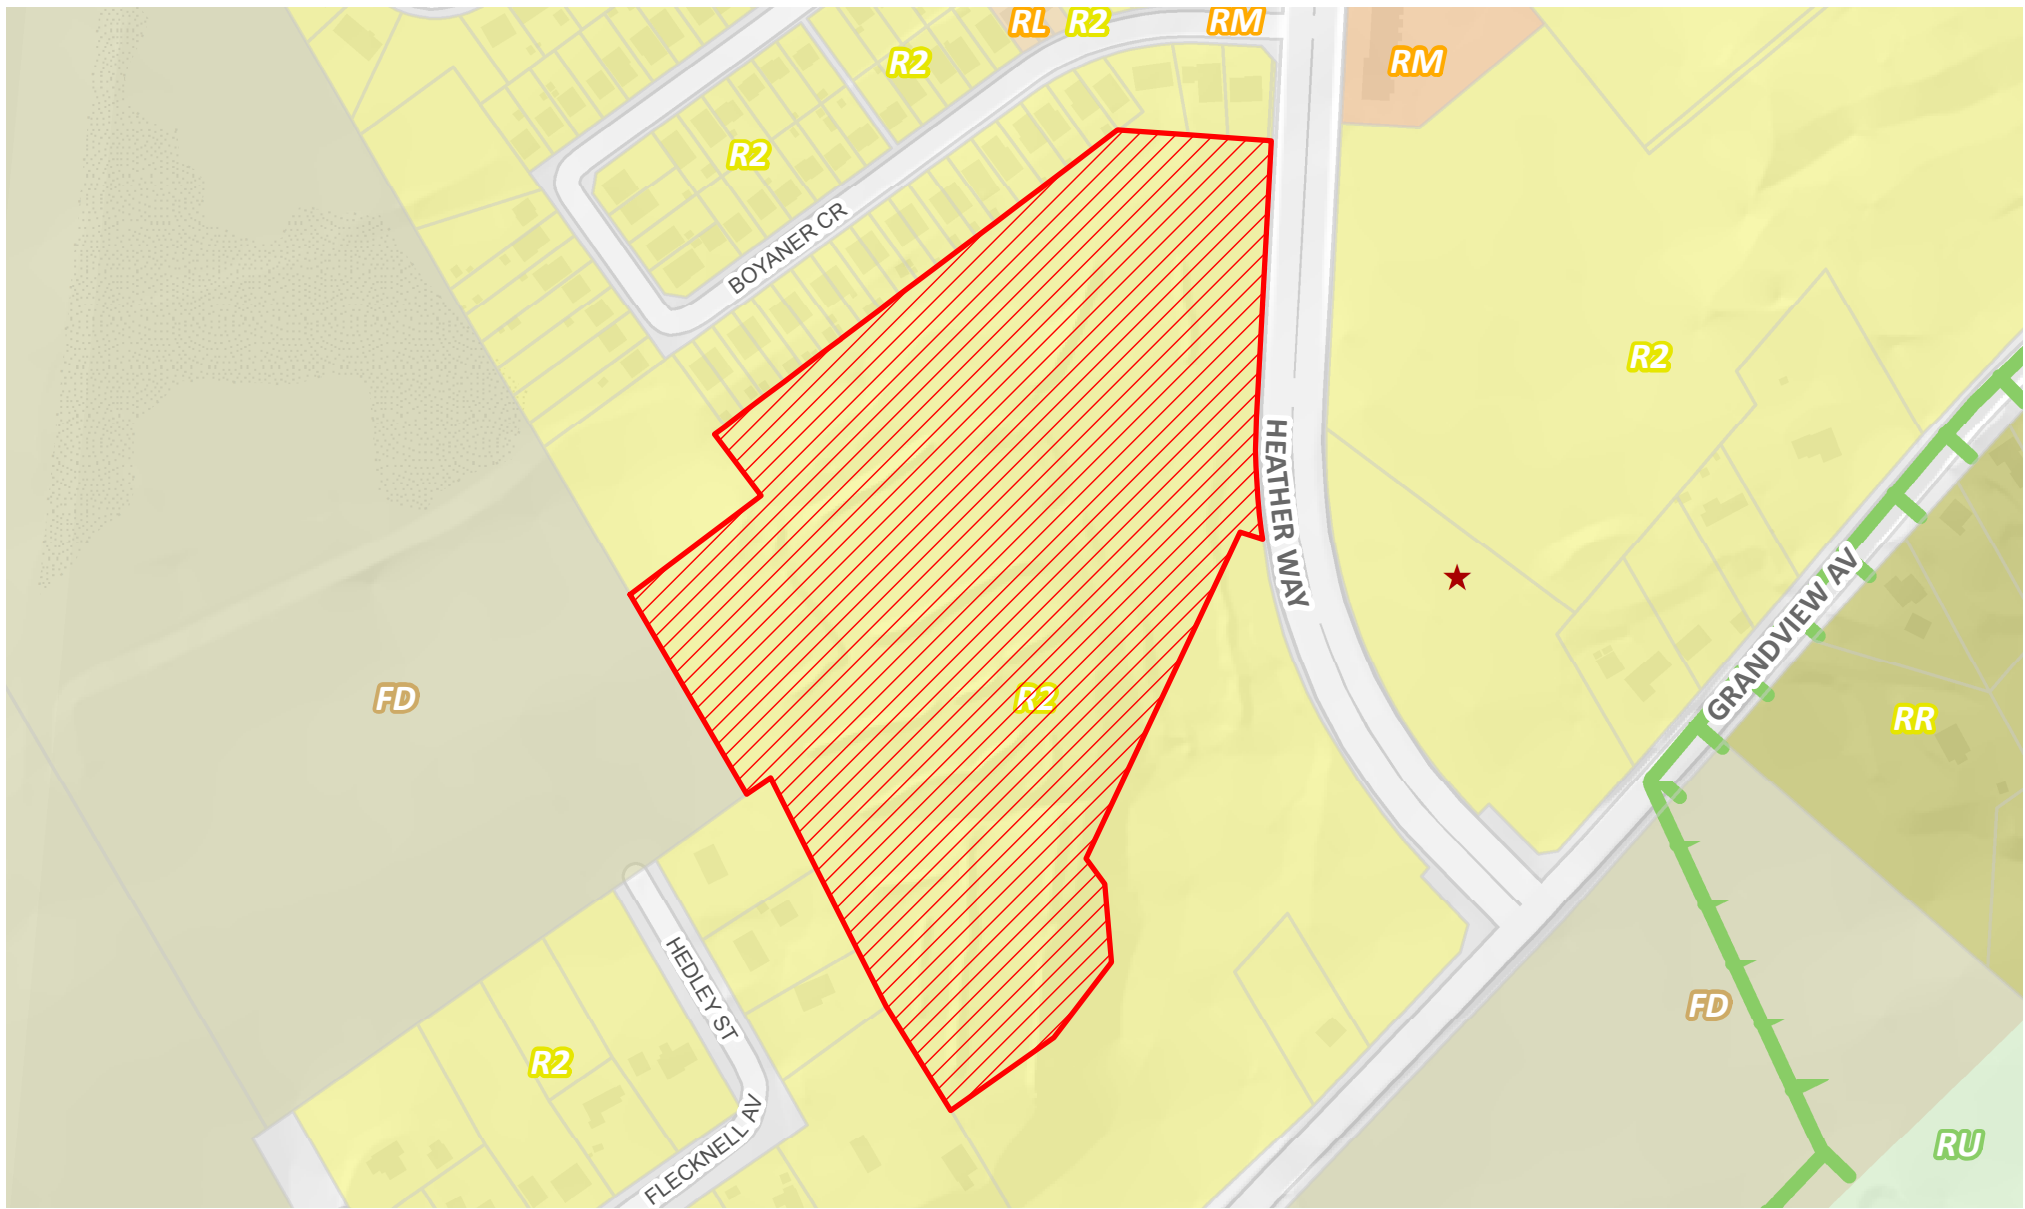 RL R2 RM
R2
RM
R2
BOYANER CR
R2
HEATHER WAY
GRANDVIEW AV
FD
R2
RR
HEDLEY ST
FD
R2
FLECKNELL AV
RU